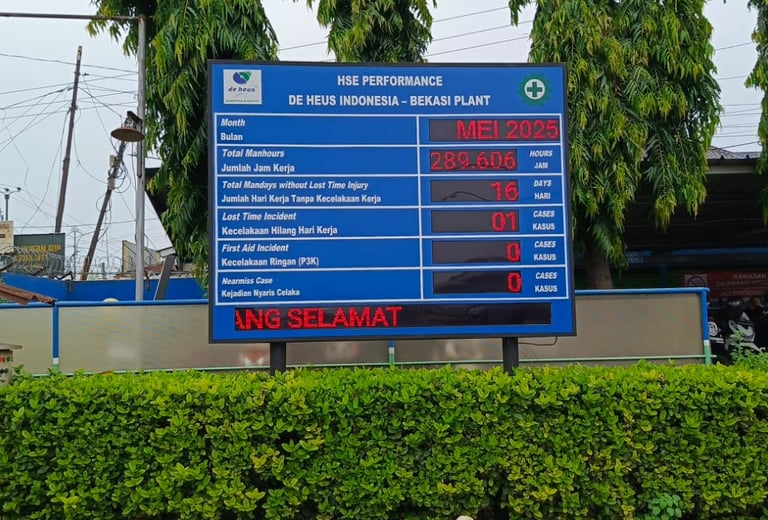 de heus
HSE PERFORMANCE
DE HEUS INDONESIA – BEKASI PLANT
Month
Bulan
MEI 2025
Total Manhours
Jumlah Jam Kerja
289.606
HOURS
JAM
Total Mandays without Lost Time Injury
Jumlah Hari Kerja Tanpa Kecelakaan Kerja
16
DAYS
HARI
Lost Time Incident
Kecelakaan Hilang Hari Kerja
01
CASES
KASUS
First Aid Incident
Kecelakaan Ringan (P3K)
0
CASES
KASUS
Nearmiss Case
Kejadian Nyaris Celaka
0
CASES
KASUS
ANG SELAMAT
KAWASAN